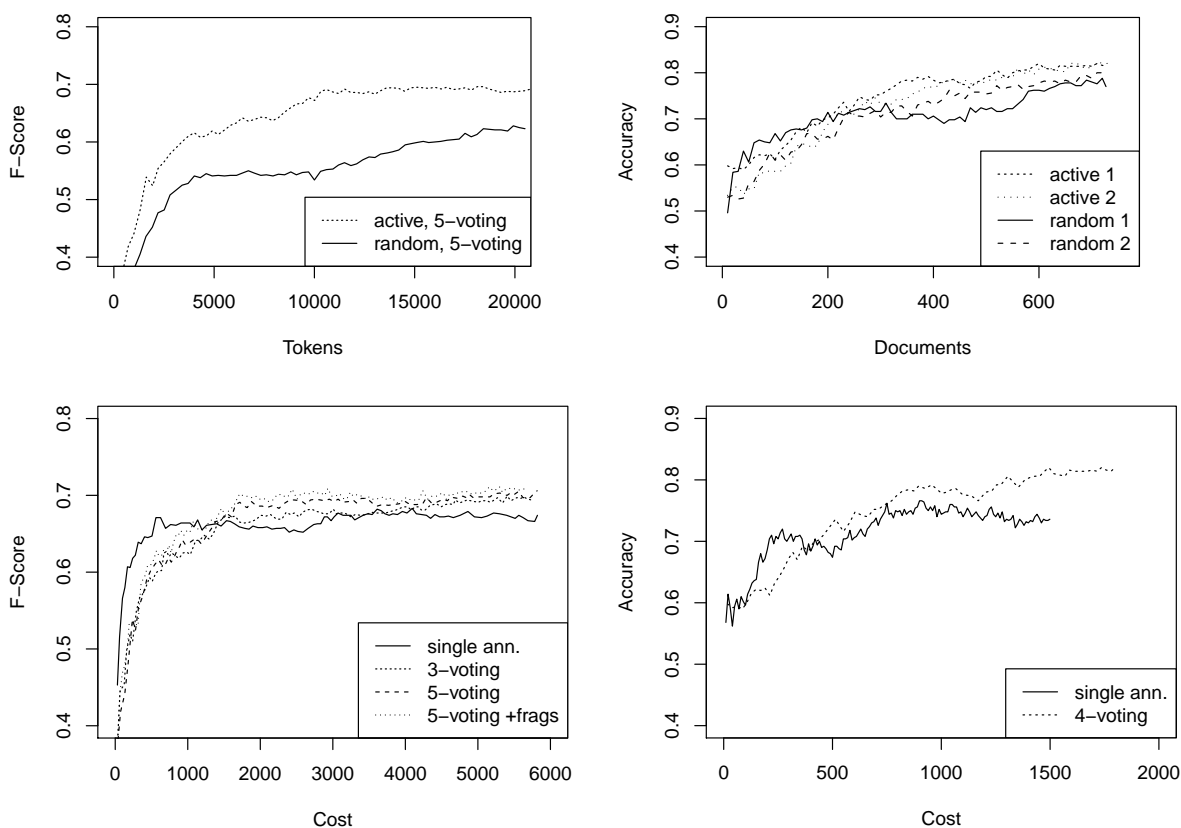 F−Score
0.4 0.5 0.6 0.7 0.8
active, 5−voting
random, 5−voting
0 5000 10000 15000 20000
Tokens
Accuracy
0.4 0.5 0.6 0.7 0.8 0.9
active 1
active 2
random 1
random 2
0 200 400 600
Documents
F−Score
0.4 0.5 0.6 0.7 0.8
single ann.
3−voting
5−voting
5−voting +frags
0 1000 2000 3000 4000 5000 6000
Cost
Accuracy
0.4 0.5 0.6 0.7 0.8 0.9
single ann.
4−voting
0 500 1000 1500 2000
Cost